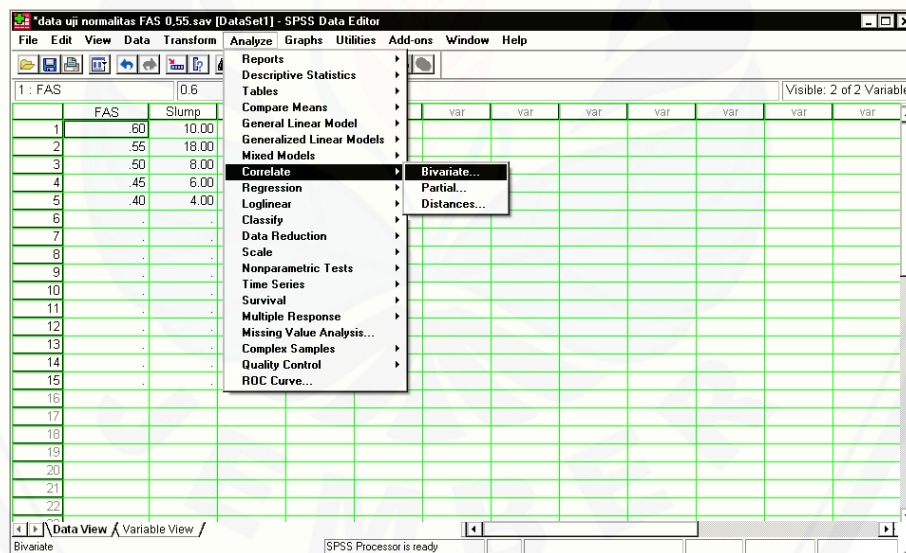 *data uji normalitas FAS 0,55.sav [DataSet1] - SPSS Data Editor
File Edit View Data Transform Analyze Graphs Utilities Add-ons Window Help
1 : FAS 0.6 Visible: 2 of 2 Variable
FAS Slump var var var var var var var
1 .60 10.00
2 .55 18.00
3 .50 8.00
4 .45 6.00
5 .40 4.00
6 . .
7 . .
8 . .
9 . .
10 . .
11 . .
12 . .
13 . .
14 . .
15 . .
16
17
18
19
20
21
22
Reports
Descriptive Statistics
Tables
Compare Means
General Linear Model
Generalized Linear Models
Mixed Models
Correlate
Regression
Loglinear
Classify
Data Reduction
Scale
Nonparametric Tests
Time Series
Survival
Multiple Response
Missing Value Analysis...
Complex Samples
Quality Control
ROC Curve...
Bivariate...
Partial...
Distances...
Data View Variable View
Bivariate SPSS Processor is ready
JEMBER